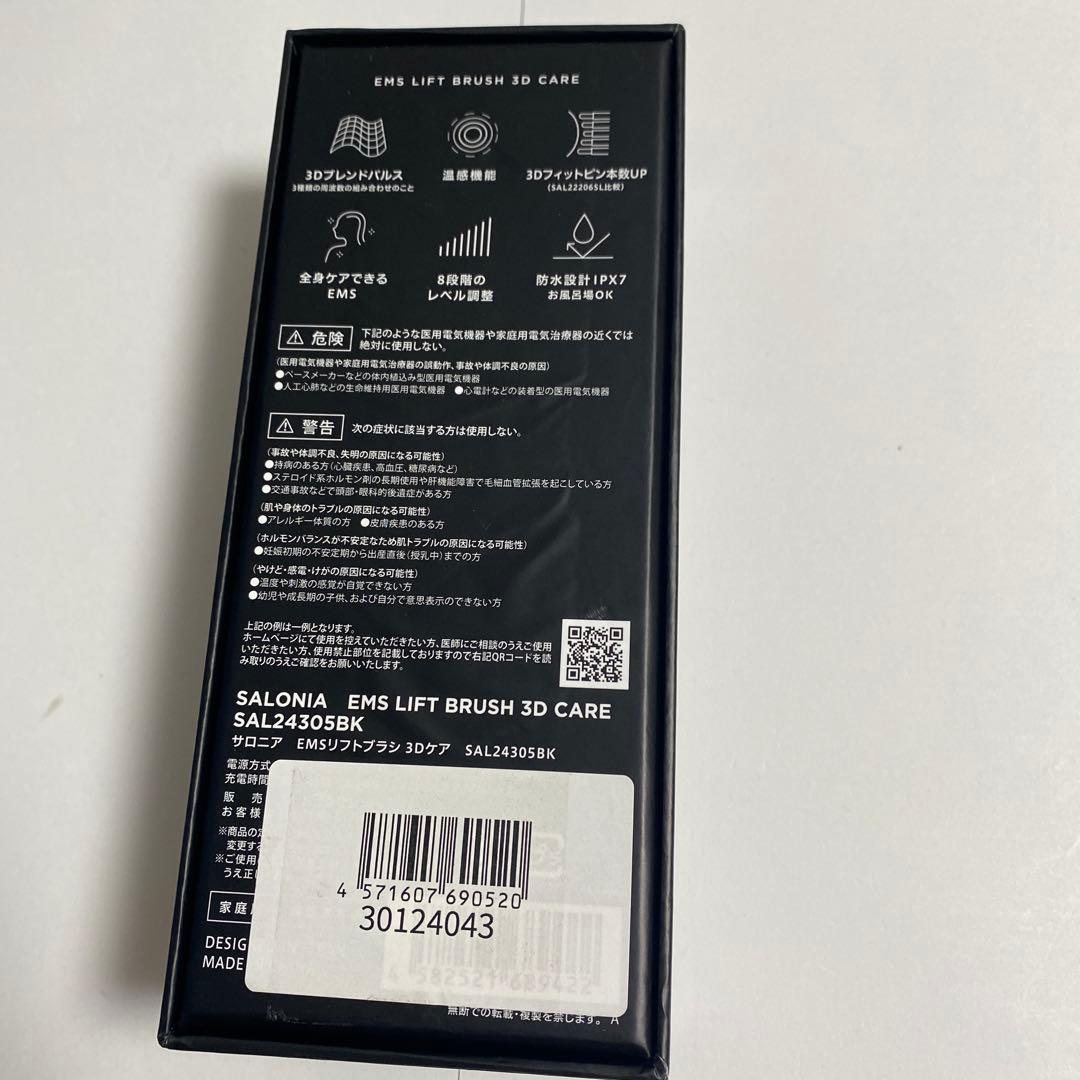 EMS LIFT BRUSH 3D CARE
3Dブレンドパルス
3種類の周波数の組み合わせのこと
温感機能
3Dフィットピン本数UP
(SAL22206SL比較)
全身ケアできる
EMS
8段階の
レベル調整
防水設計IPX7
お風呂場OK
危険
下記のような医用電気機器や家庭用電気治療器の近くでは
絶対に使用しない。
(医用電気機器や家庭用電気治療器の誤動作、事故や体調不良の原因)
●ペースメーカーなどの体内植込み型医用電気機器
●人工心肺などの生命維持用医用電気機器 ●心電計などの装着型の医用電気機器
警告
次の症状に該当する方は使用しない。
(事故や体調不良、失明の原因になる可能性)
●持病のある方(心臓疾患、高血圧、糖尿病など)
●ステロイド系ホルモン剤の長期使用や肝機能障害で毛細血管拡張を起こしている方
●交通事故などで頭部・眼科的後遺症がある方
(肌や身体のトラブルの原因になる可能性)
●アレルギー体質の方 ●皮膚疾患のある方
(ホルモンバランスが不安定なため肌トラブルの原因になる可能性)
●妊娠初期の不安定期から出産直後(授乳中)までの方
(やけど・感電・けがの原因になる可能性)
●温度や刺激の感覚が自覚できない方
●幼児や成長期の子供、および自分で意思表示のできない方
上記の例は一例となります。
ホームページにて使用を控えていただきたい方、医師にご相談のうえご使用
いただきたい方、使用禁止部位を記載しておりますので右記QRコードを読
み取りのうえご確認をお願いいたします。
SALONIA EMS LIFT BRUSH 3D CARE
SAL24305BK
サロニア EMSリフトブラシ 3Dケア SAL24305BK
電源方式
充電時間
販売
お客様
※商品の
変更する
※ご使用
うえ正し
家庭
DESIG
MADE
4 571607 690520
30124043
4 582521 689422
無断での転載・複製を禁じます。 A